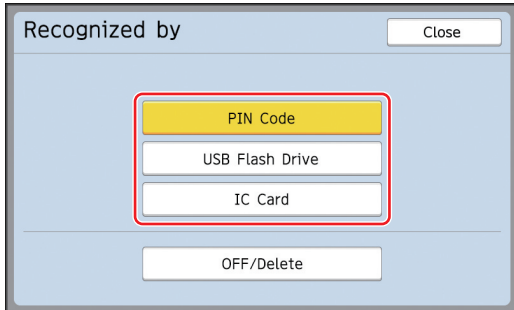 Recognized by
Close
PIN Code
USB Flash Drive
IC Card
OFF/Delete